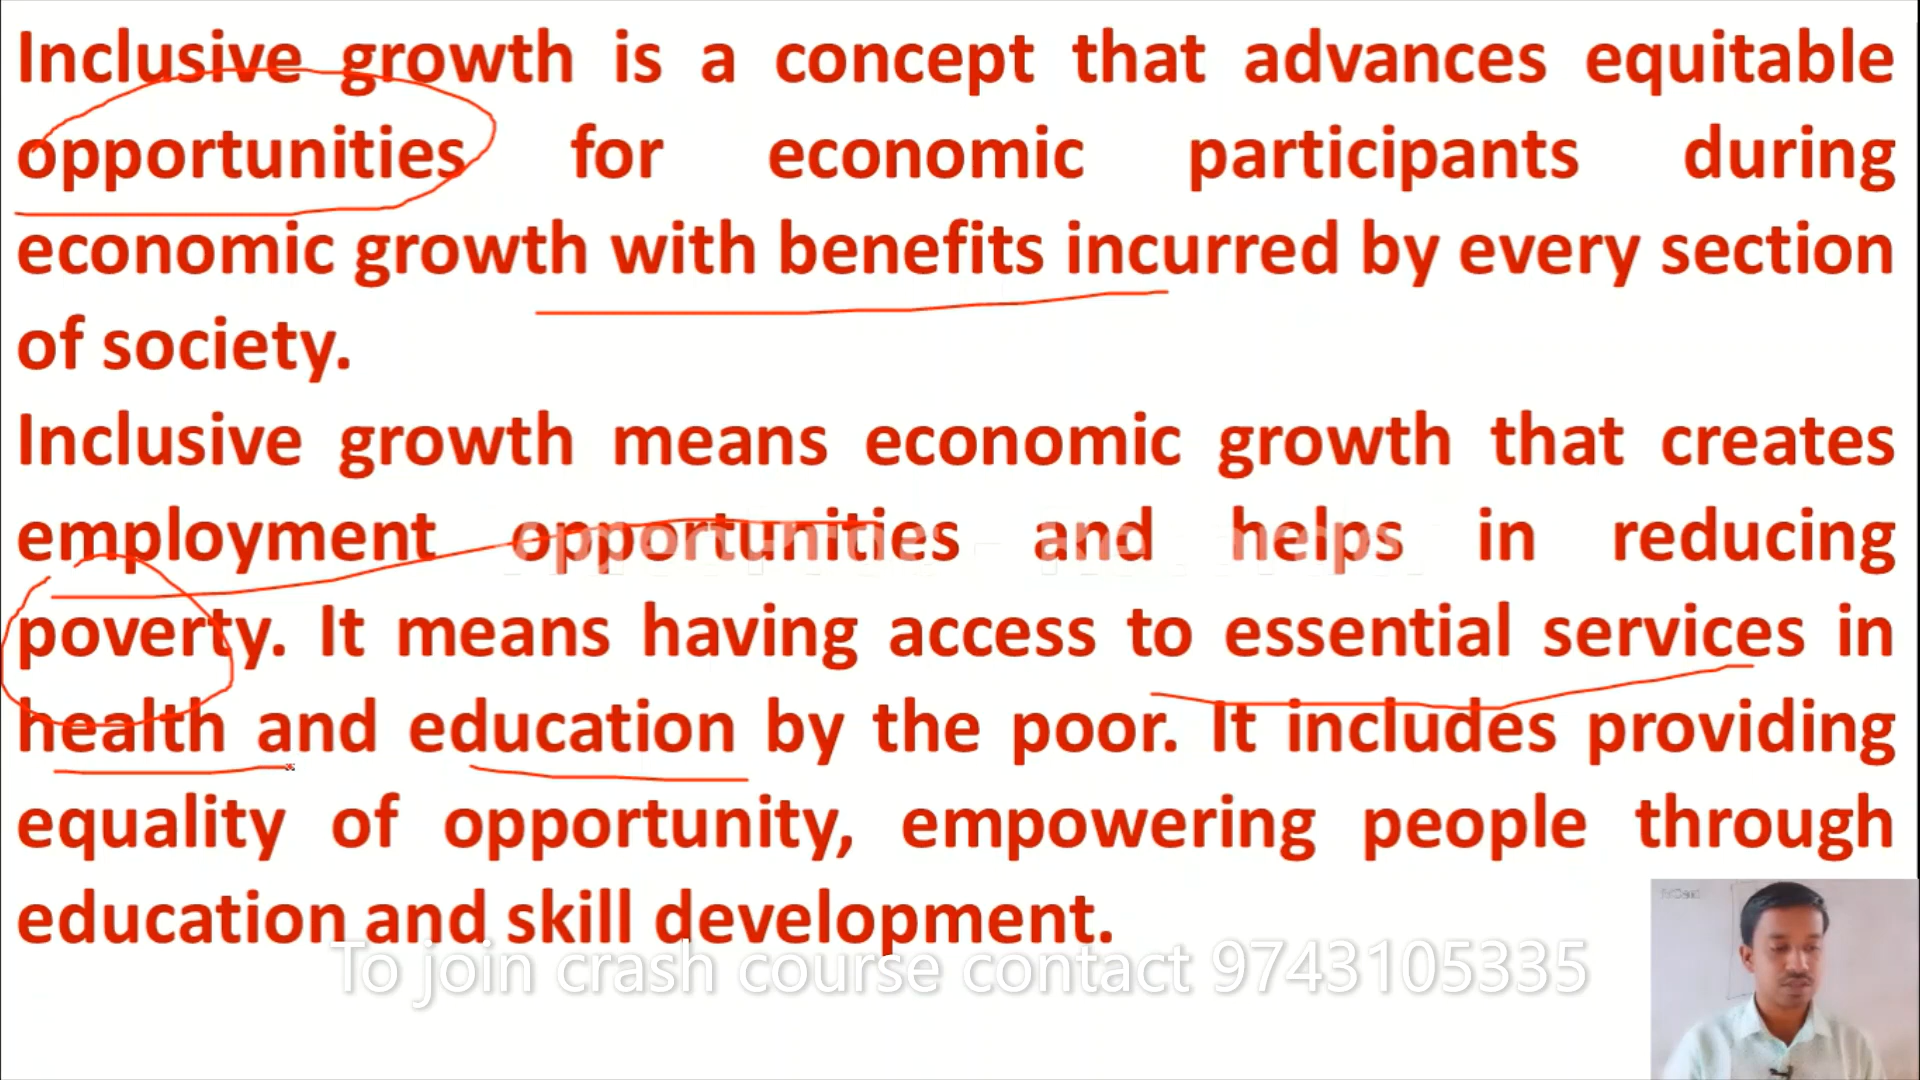 Inclusive growth is a concept that advances equitable
opportunities for economic participants during
economic growth with benefits incurred by every section
of society.
Inclusive growth means economic growth that creates
employment opportunities and helps in reducing
poverty. It means having access to essential services in
health and education by the poor. It includes providing
equality of opportunity, empowering people through
education and skill development.
To join crash course contact 9743105335